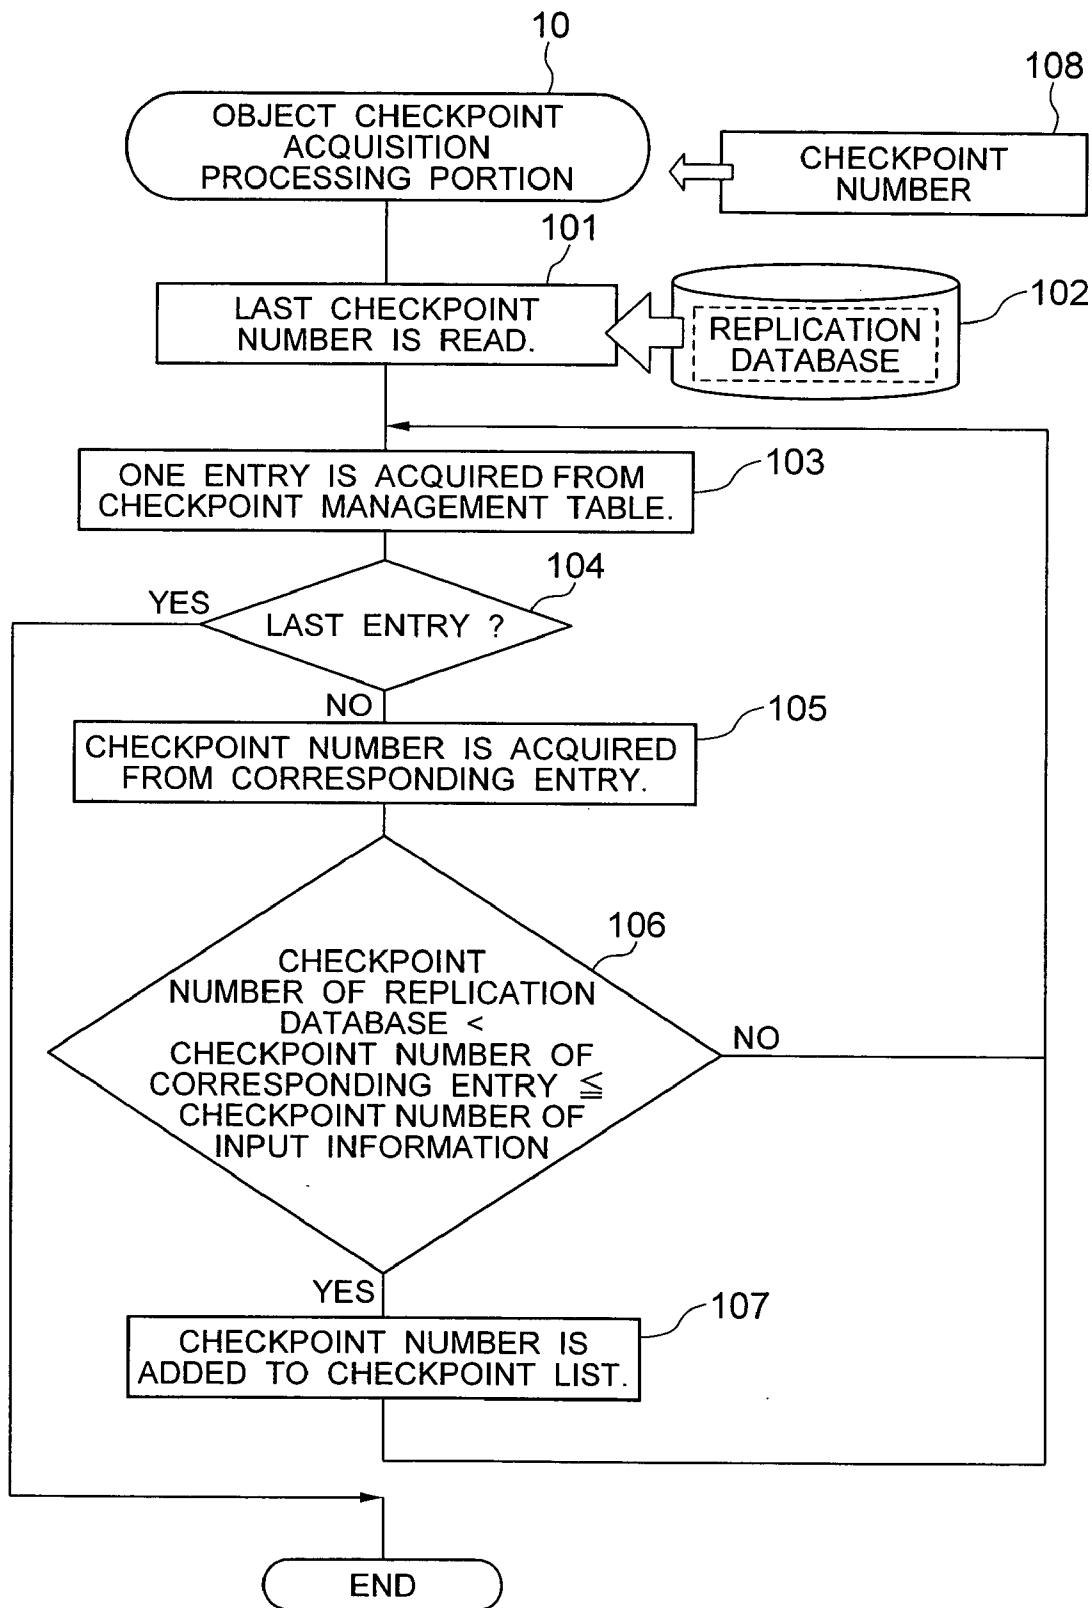 10
OBJECT CHECKPOINT
ACQUISITION
PROCESSING PORTION
108
CHECKPOINT
NUMBER
101
LAST CHECKPOINT
NUMBER IS READ.
102
REPLICATION
DATABASE
103
ONE ENTRY IS ACQUIRED FROM
CHECKPOINT MANAGEMENT TABLE.
104
YES
LAST ENTRY ?
NO
105
CHECKPOINT NUMBER IS ACQUIRED
FROM CORRESPONDING ENTRY.
106
CHECKPOINT
NUMBER OF REPLICATION
DATABASE <
CHECKPOINT NUMBER OF
CORRESPONDING ENTRY ≦
CHECKPOINT NUMBER OF
INPUT INFORMATION
NO
YES
107
CHECKPOINT NUMBER IS
ADDED TO CHECKPOINT LIST.
END